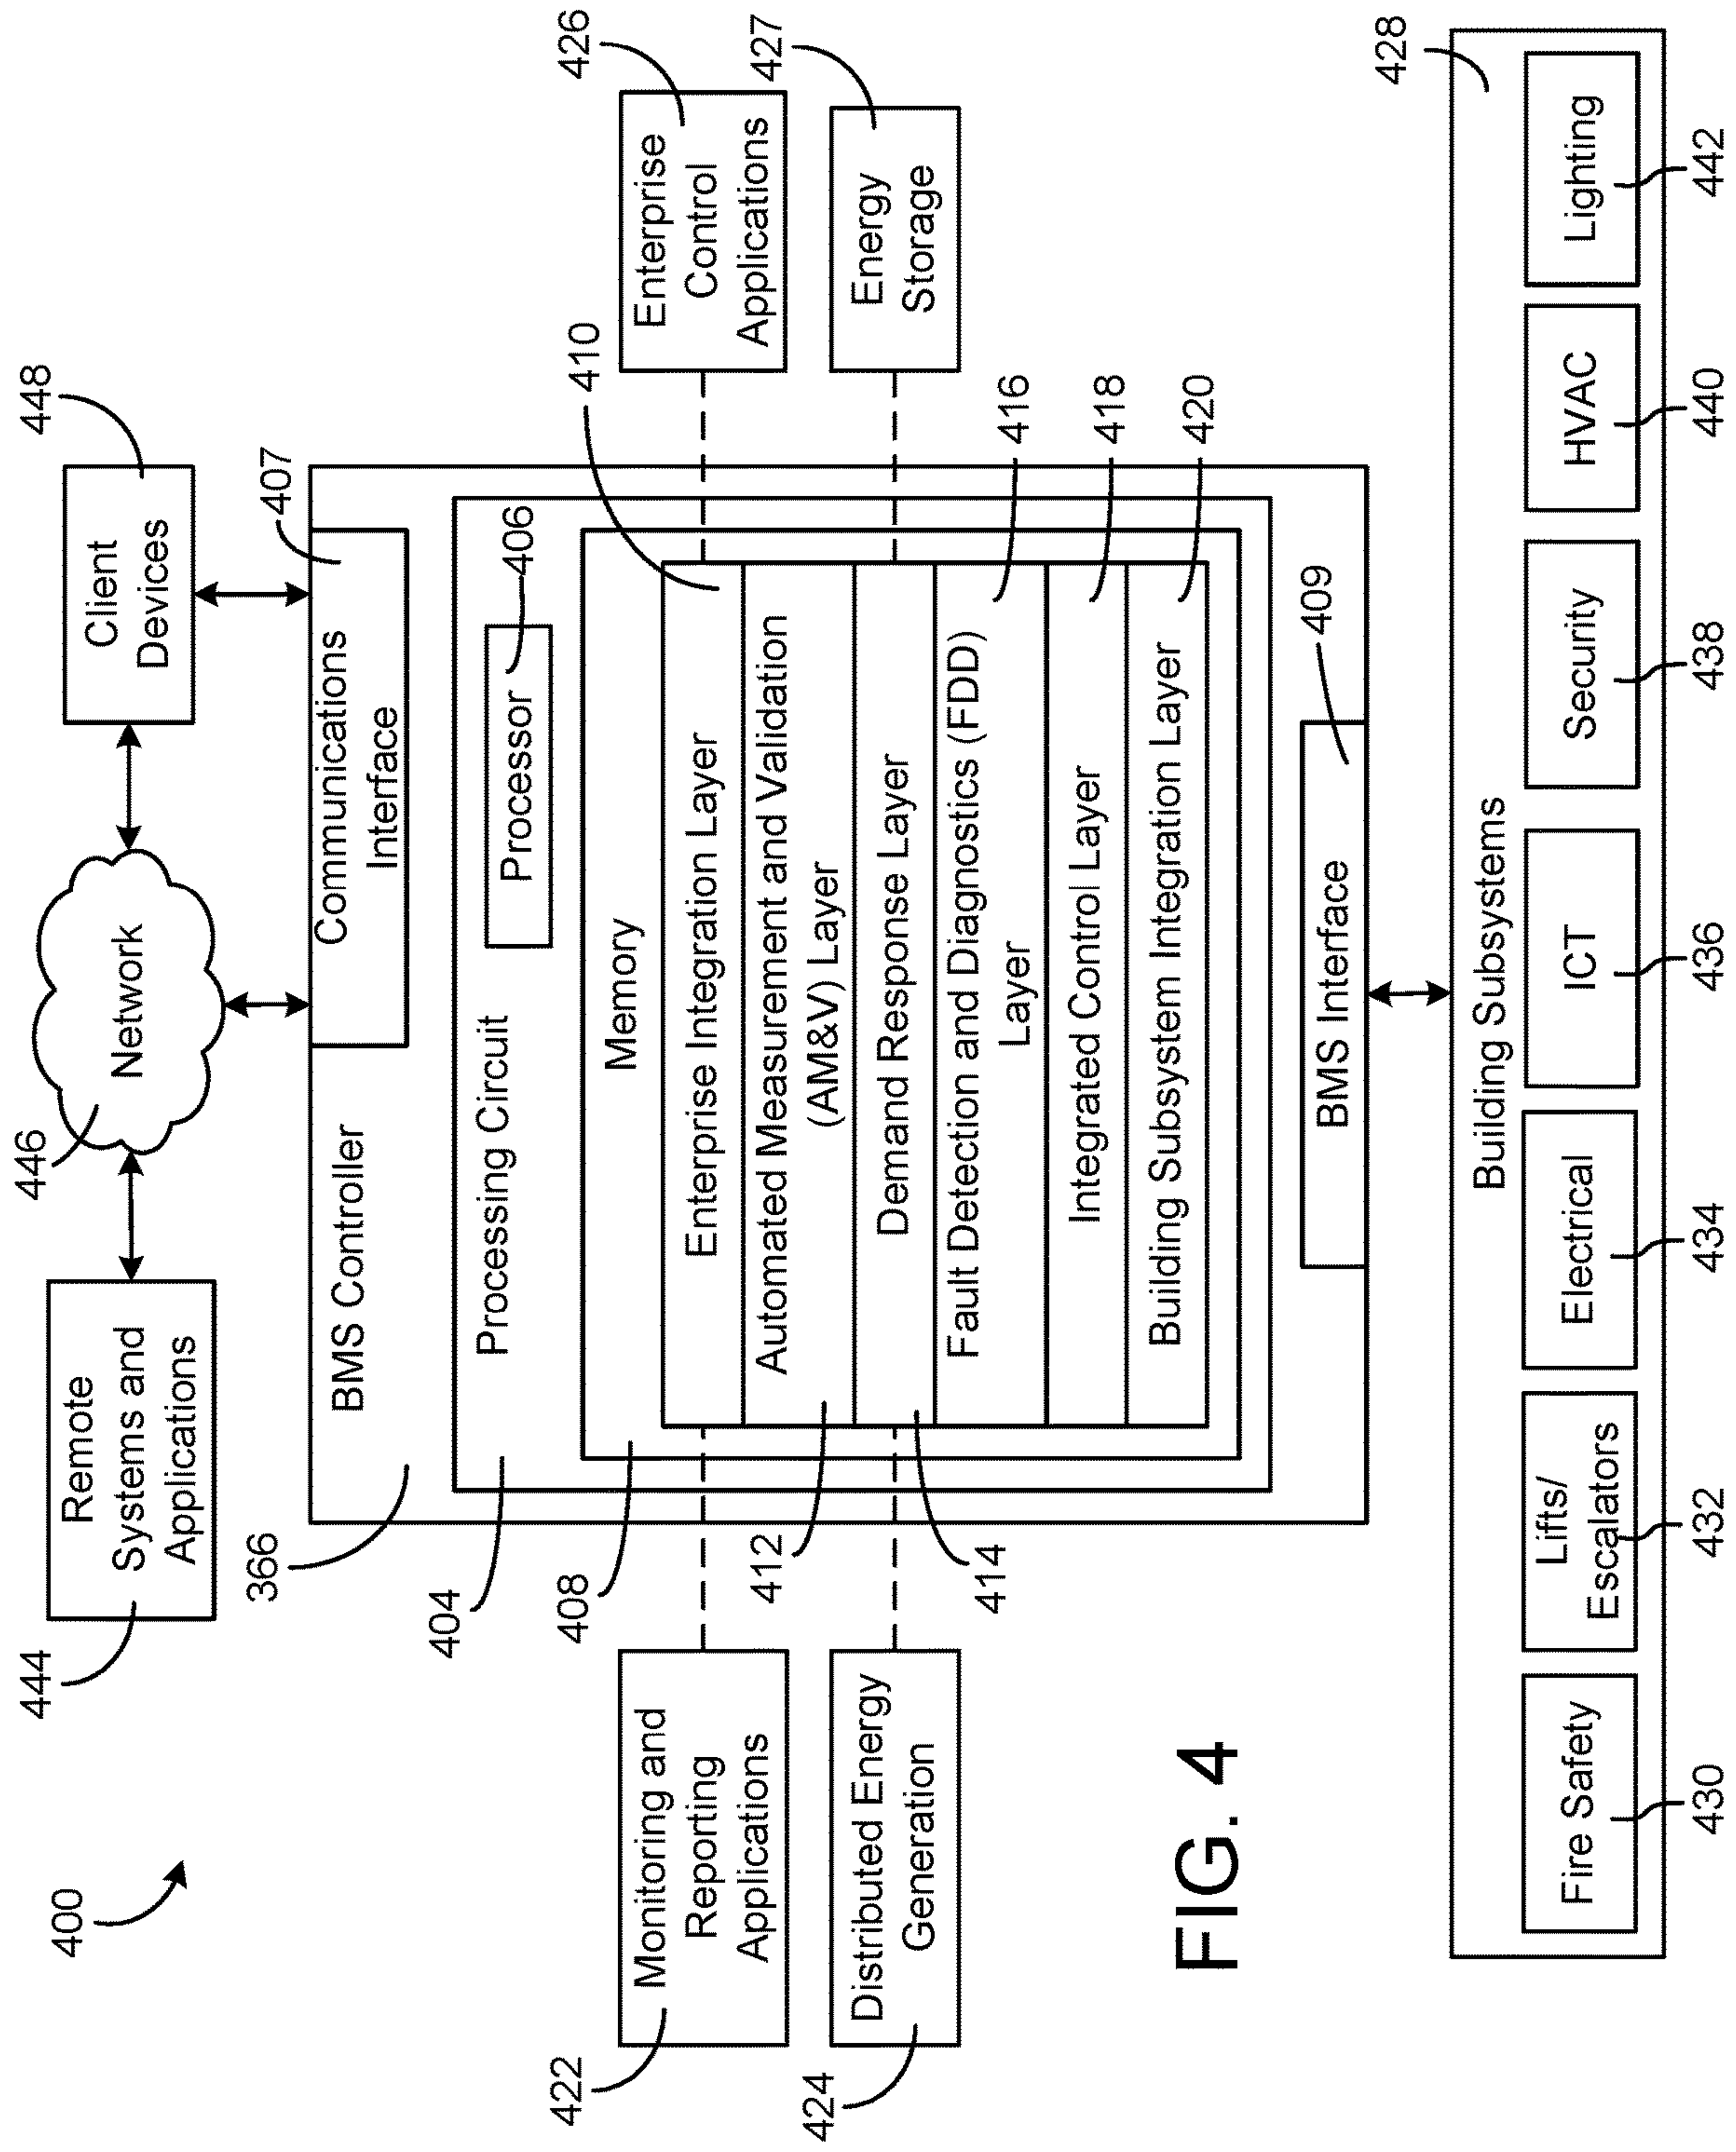 400
444
Remote
Systems and
Applications
446
Network
448
Client
Devices
366
BMS Controller
407
Communications
Interface
404
Processing Circuit
406
Processor
408
Memory
410
Enterprise Integration Layer
412
Automated Measurement and Validation
(AM&V) Layer
414
Demand Response Layer
416
Fault Detection and Diagnostics (FDD)
Layer
418
Integrated Control Layer
420
Building Subsystem Integration Layer
422
Monitoring and
Reporting
Applications
424
Distributed Energy
Generation
426
Enterprise
Control
Applications
427
Energy
Storage
409
BMS Interface
FIG. 4
428
Building Subsystems
Fire Safety
Lifts/
Escalators
Electrical
ICT
Security
HVAC
Lighting
430
432
434
436
438
440
442